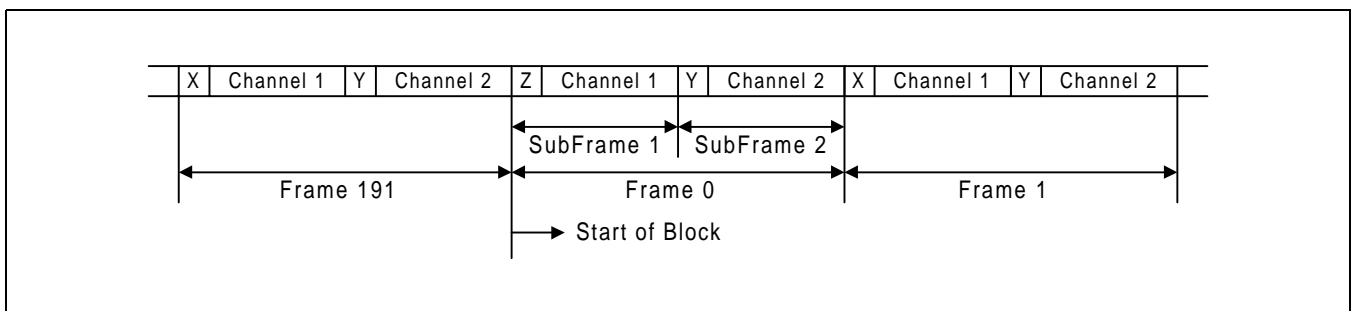 X Channel 1 Y Channel 2 Z Channel 1 Y Channel 2 X Channel 1 Y Channel 2
SubFrame 1 SubFrame 2
Frame 191 Frame 0 Frame 1
Start of Block